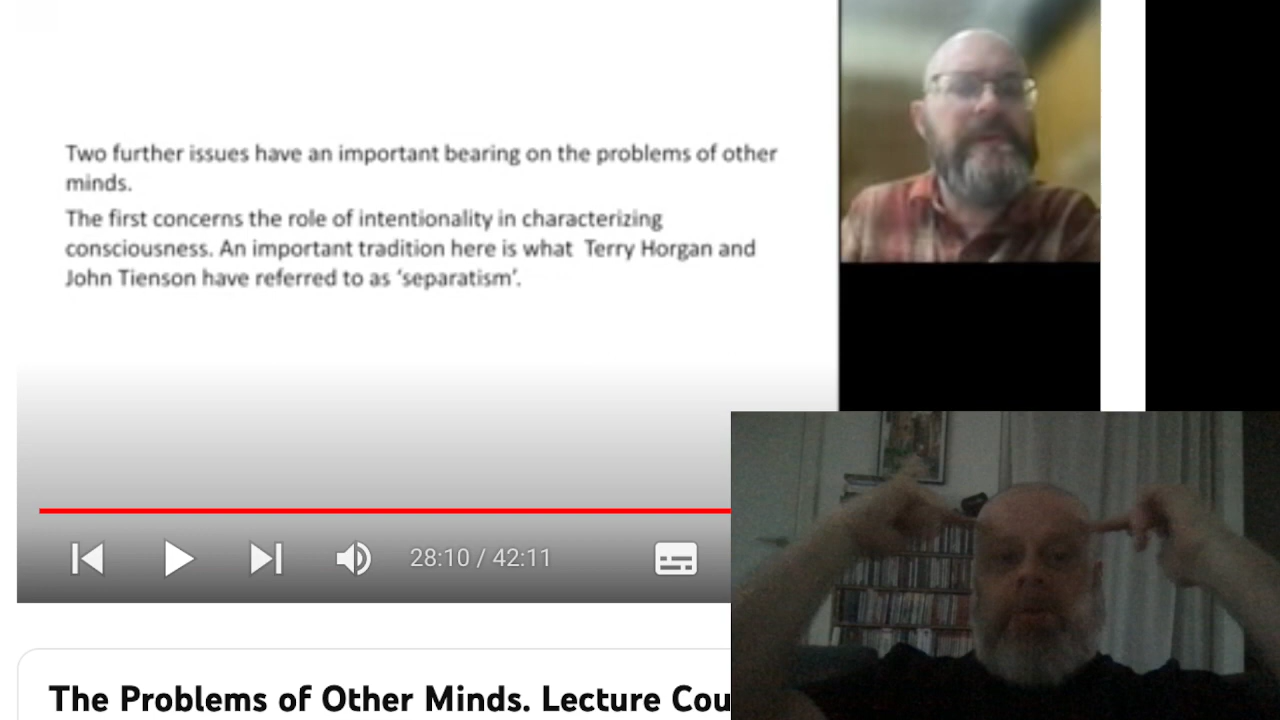 Two further issues have an important bearing on the problems of other
minds.
The first concerns the role of intentionality in characterizing
consciousness. An important tradition here is what Terry Horgan and
John Tienson have referred to as ‘separatism’.
28:10 / 42:11
The Problems of Other Minds. Lecture Cou